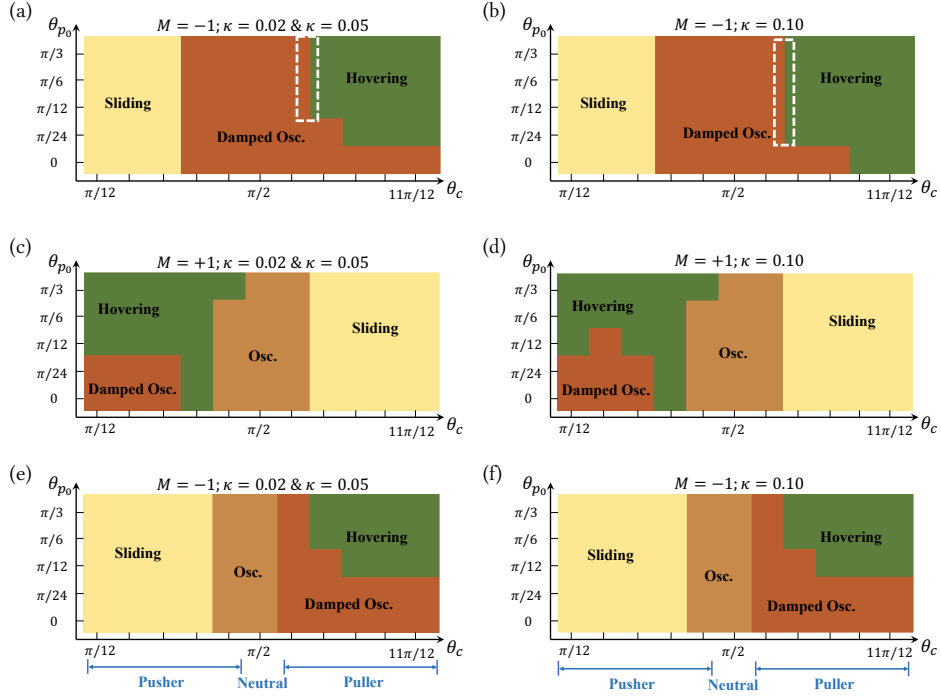 (a)
θp0
M = −1; κ = 0.02 & κ = 0.05
π/3
π/6
π/12
π/24
0
Sliding
Damped Osc.
Hovering
π/12
π/2
11π/12
θc
(b)
θp0
M = −1; κ = 0.10
π/3
π/6
π/12
π/24
0
Sliding
Damped Osc.
Hovering
π/12
π/2
11π/12
θc
(c)
θp0
M = +1; κ = 0.02 & κ = 0.05
π/3
π/6
π/12
π/24
0
Hovering
Damped Osc.
Osc.
Sliding
π/12
π/2
11π/12
θc
(d)
θp0
M = +1; κ = 0.10
π/3
π/6
π/12
π/24
0
Hovering
Damped Osc.
Osc.
Sliding
π/12
π/2
11π/12
θc
(e)
θp0
M = −1; κ = 0.02 & κ = 0.05
π/3
π/6
π/12
π/24
0
Sliding
Osc.
Hovering
Damped Osc.
π/12
π/2
11π/12
θc
Pusher
Neutral
Puller
(f)
θp0
M = −1; κ = 0.10
π/3
π/6
π/12
π/24
0
Sliding
Osc.
Hovering
Damped Osc.
π/12
π/2
11π/12
θc
Pusher
Neutral
Puller